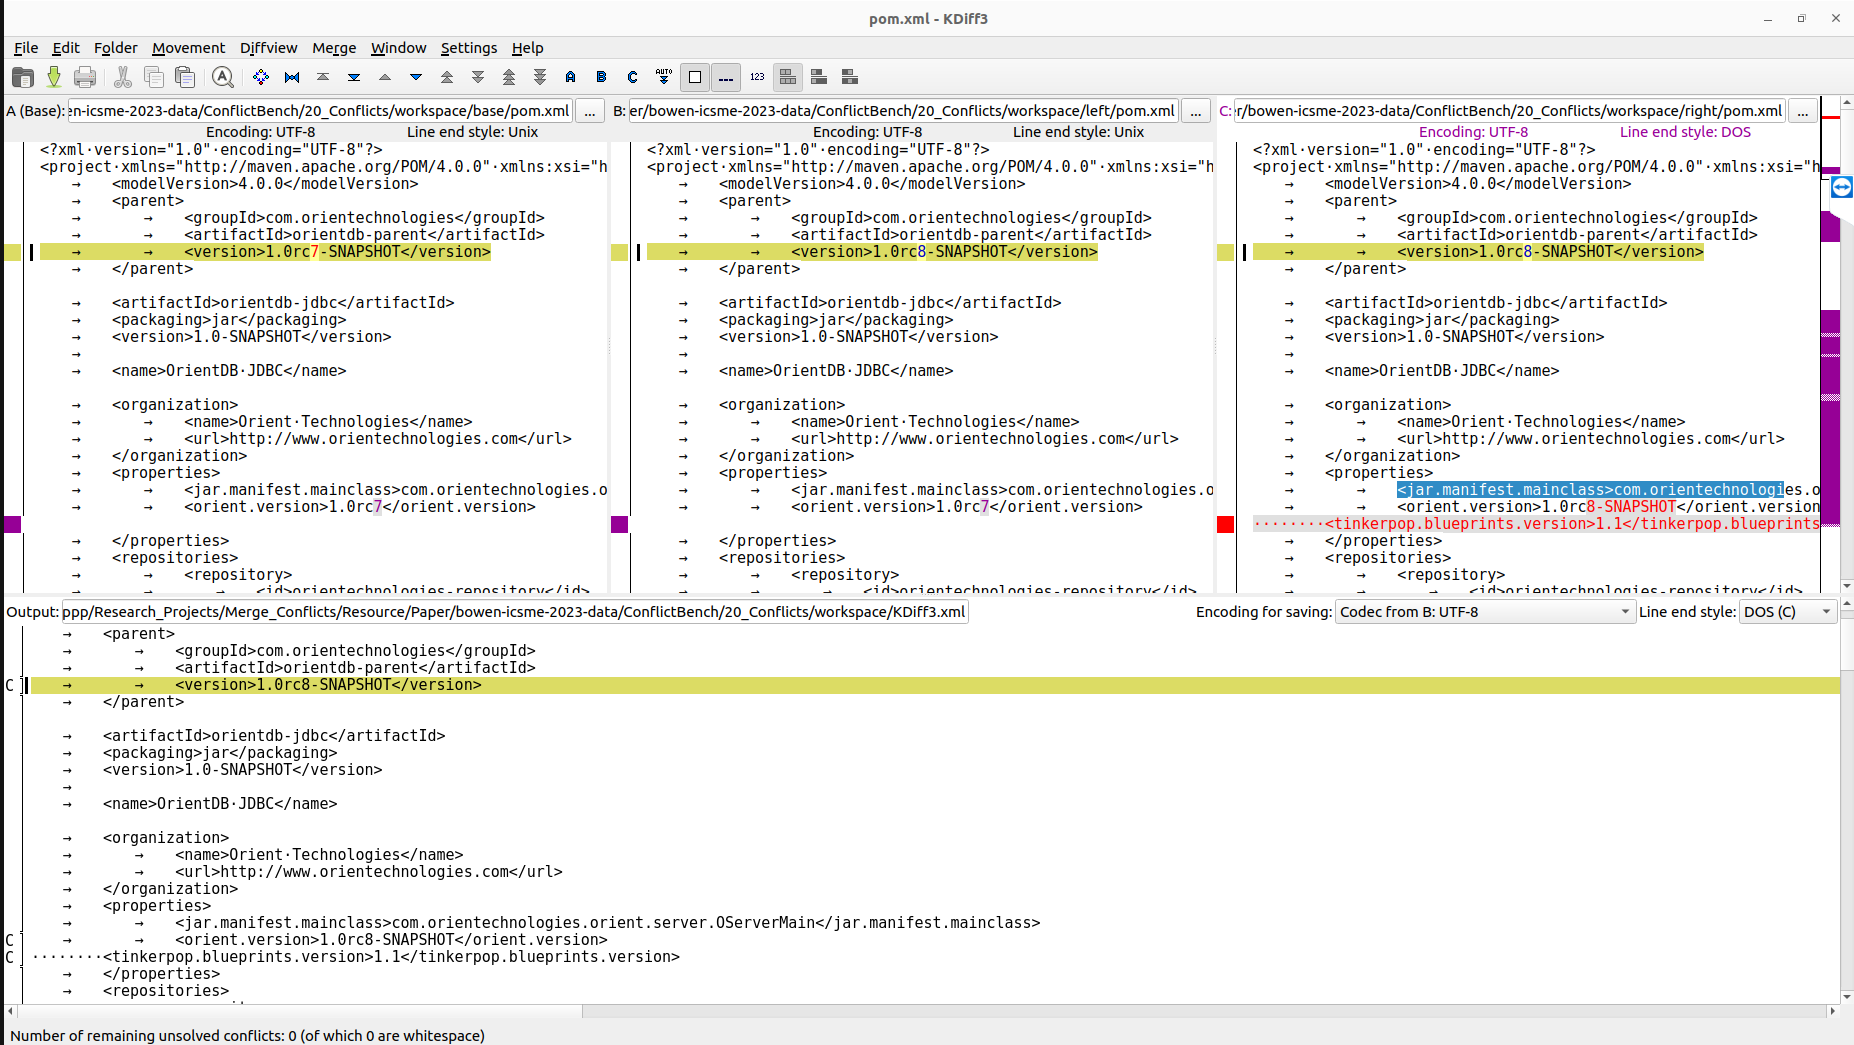 pom.xml - KDiff3
File Edit Folder Movement Diffview Merge Window Settings Help
A B C AUTO 123
A (Base): en-icsme-2023-data/ConflictBench/20_Conflicts/workspace/base/pom.xml ...
Encoding: UTF-8 Line end style: Unix
<?xml·version="1.0"·encoding="UTF-8"?>
<project·xmlns="http://maven.apache.org/POM/4.0.0"·xmlns:xsi="h
→ <modelVersion>4.0.0</modelVersion>
→ <parent>
→ → <groupId>com.orientechnologies</groupId>
→ → <artifactId>orientdb-parent</artifactId>
→ → <version>1.0rc7-SNAPSHOT</version>
→ </parent>
→ <artifactId>orientdb-jdbc</artifactId>
→ <packaging>jar</packaging>
→ <version>1.0-SNAPSHOT</version>
→
→ <name>OrientDB·JDBC</name>
→ <organization>
→ → <name>Orient·Technologies</name>
→ → <url>http://www.orientechnologies.com</url>
→ </organization>
→ <properties>
→ → <jar.manifest.mainclass>com.orientechnologies.o
→ → <orient.version>1.0rc7</orient.version>
→ </properties>
→ <repositories>
→ → <repository>
→ → → <id>orientechnologies-repository</id>
B: er/bowen-icsme-2023-data/ConflictBench/20_Conflicts/workspace/left/pom.xml ...
Encoding: UTF-8 Line end style: Unix
<?xml·version="1.0"·encoding="UTF-8"?>
<project·xmlns="http://maven.apache.org/POM/4.0.0"·xmlns:xsi="h
→ <modelVersion>4.0.0</modelVersion>
→ <parent>
→ → <groupId>com.orientechnologies</groupId>
→ → <artifactId>orientdb-parent</artifactId>
→ → <version>1.0rc8-SNAPSHOT</version>
→ </parent>
→ <artifactId>orientdb-jdbc</artifactId>
→ <packaging>jar</packaging>
→ <version>1.0-SNAPSHOT</version>
→
→ <name>OrientDB·JDBC</name>
→ <organization>
→ → <name>Orient·Technologies</name>
→ → <url>http://www.orientechnologies.com</url>
→ </organization>
→ <properties>
→ → <jar.manifest.mainclass>com.orientechnologies.o
→ → <orient.version>1.0rc7</orient.version>
→ </properties>
→ <repositories>
→ → <repository>
→ → → <id>orientechnologies-repository</id>
C: r/bowen-icsme-2023-data/ConflictBench/20_Conflicts/workspace/right/pom.xml ...
Encoding: UTF-8 Line end style: DOS
<?xml·version="1.0"·encoding="UTF-8"?>
<project·xmlns="http://maven.apache.org/POM/4.0.0"·xmlns:xsi="h
→ <modelVersion>4.0.0</modelVersion>
→ <parent>
→ → <groupId>com.orientechnologies</groupId>
→ → <artifactId>orientdb-parent</artifactId>
→ → <version>1.0rc8-SNAPSHOT</version>
→ </parent>
→ <artifactId>orientdb-jdbc</artifactId>
→ <packaging>jar</packaging>
→ <version>1.0-SNAPSHOT</version>
→
→ <name>OrientDB·JDBC</name>
→ <organization>
→ → <name>Orient·Technologies</name>
→ → <url>http://www.orientechnologies.com</url>
→ </organization>
→ <properties>
→ → <jar.manifest.mainclass>com.orientechnologies.o
→ → <orient.version>1.0rc8-SNAPSHOT</orient.version
········<tinkerpop.blueprints.version>1.1</tinkerpop.blueprints
→ </properties>
→ <repositories>
→ → <repository>
→ → → <id>orientechnologies-repository</id>
Output: ppp/Research_Projects/Merge_Conflicts/Resource/Paper/bowen-icsme-2023-data/ConflictBench/20_Conflicts/workspace/KDiff3.xml Encoding for saving: Codec from B: UTF-8 Line end style: DOS (C)
→ <parent>
→ → <groupId>com.orientechnologies</groupId>
→ → <artifactId>orientdb-parent</artifactId>
C → → <version>1.0rc8-SNAPSHOT</version>
→ </parent>
→ <artifactId>orientdb-jdbc</artifactId>
→ <packaging>jar</packaging>
→ <version>1.0-SNAPSHOT</version>
→
→ <name>OrientDB·JDBC</name>
→ <organization>
→ → <name>Orient·Technologies</name>
→ → <url>http://www.orientechnologies.com</url>
→ </organization>
→ <properties>
→ → <jar.manifest.mainclass>com.orientechnologies.orient.server.OServerMain</jar.manifest.mainclass>
C → → <orient.version>1.0rc8-SNAPSHOT</orient.version>
C ········<tinkerpop.blueprints.version>1.1</tinkerpop.blueprints.version>
→ </properties>
→ <repositories>
Number of remaining unsolved conflicts: 0 (of which 0 are whitespace)